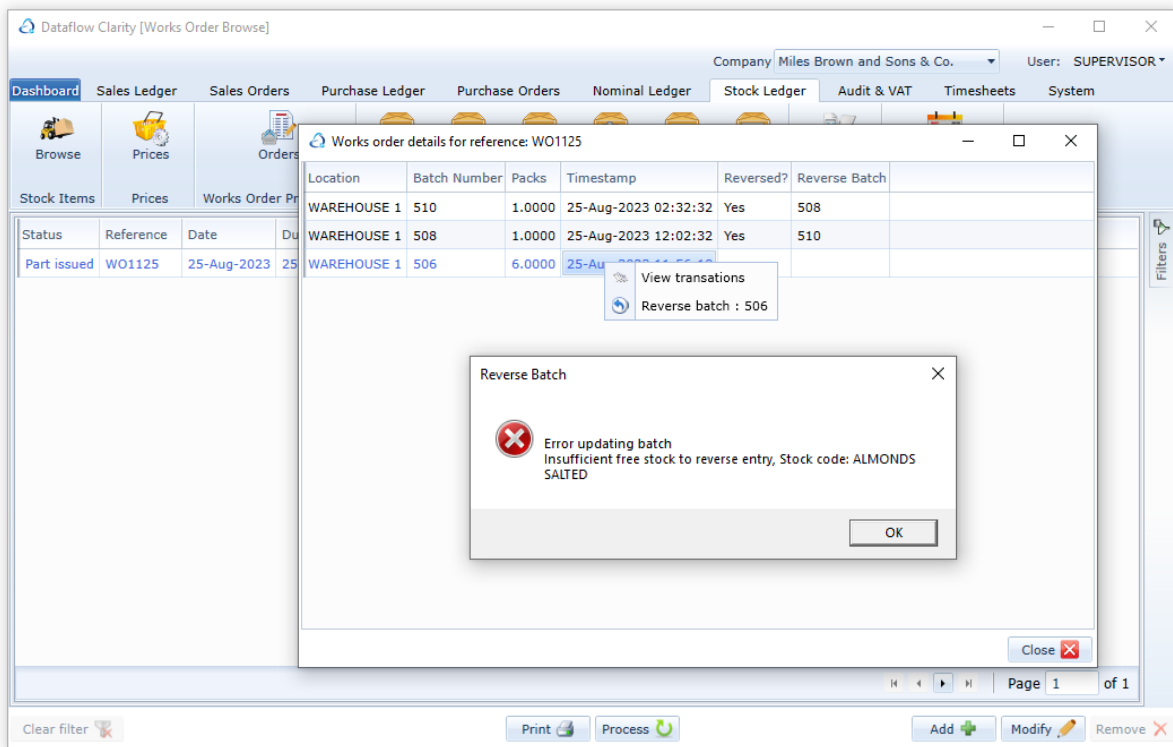 Dataflow Clarity [Works Order Browse]
Company Miles Brown and Sons & Co. User: SUPERVISOR
Dashboard Sales Ledger Sales Orders Purchase Ledger Purchase Orders Nominal Ledger Stock Ledger Audit & VAT Timesheets System
Browse Prices Orders
Stock Items Prices Works Order Pr
Works order details for reference: WO1125
Location Batch Number Packs Timestamp Reversed? Reverse Batch
WAREHOUSE 1 510 1.0000 25-Aug-2023 02:32:32 Yes 508
WAREHOUSE 1 508 1.0000 25-Aug-2023 12:02:32 Yes 510
WAREHOUSE 1 506 6.0000 25-Au
Status Reference Date Du
Part issued WO1125 25-Aug-2023 25
Filters
View transations
Reverse batch : 506
Reverse Batch
Error updating batch
Insufficient free stock to reverse entry, Stock code: ALMONDS
SALTED
OK
Close
Page 1 of 1
Clear filter Print Process Add Modify Remove